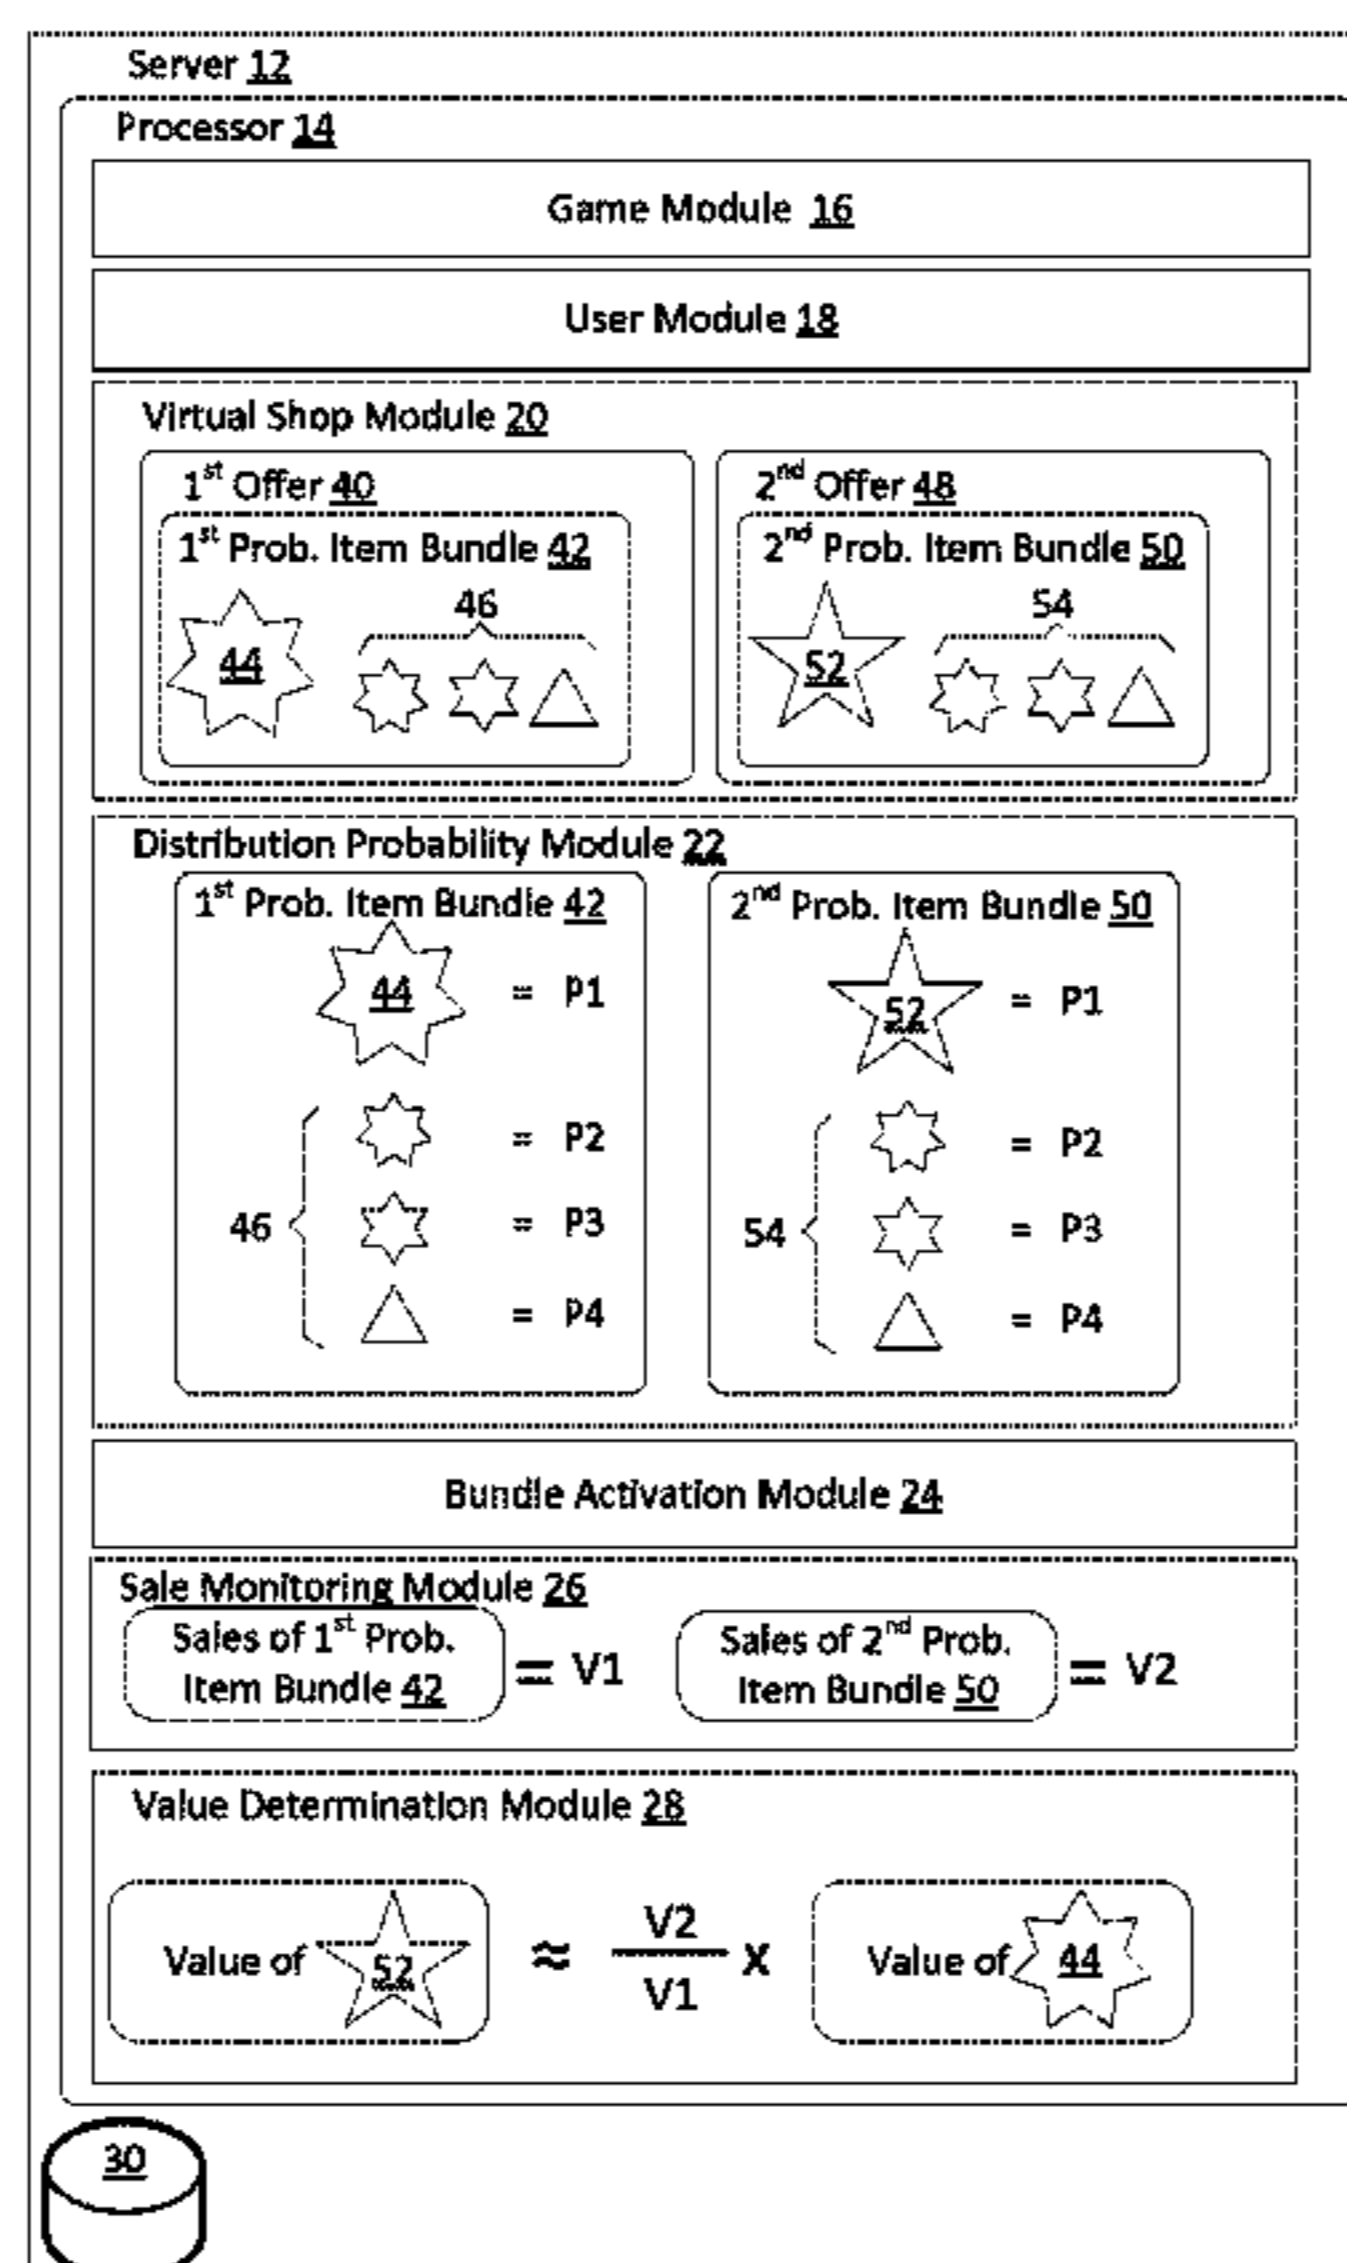 Server 12
Processor 14
Game Module 16
User Module 18
Virtual Shop Module 20
1st Offer 40
1st Prob. Item Bundle 42
46
44
2nd Offer 48
2nd Prob. Item Bundle 50
54
52
Distribution Probability Module 22
1st Prob. Item Bundle 42
44 = P1
= P2
46 = P3
= P4
2nd Prob. Item Bundle 50
52 = P1
= P2
54 = P3
= P4
Bundle Activation Module 24
Sale Monitoring Module 26
Sales of 1st Prob.
Item Bundle 42
= V1
Sales of 2nd Prob.
Item Bundle 50
= V2
Value Determination Module 28
Value of 52 ≈
V2
V1
x Value of 44
30